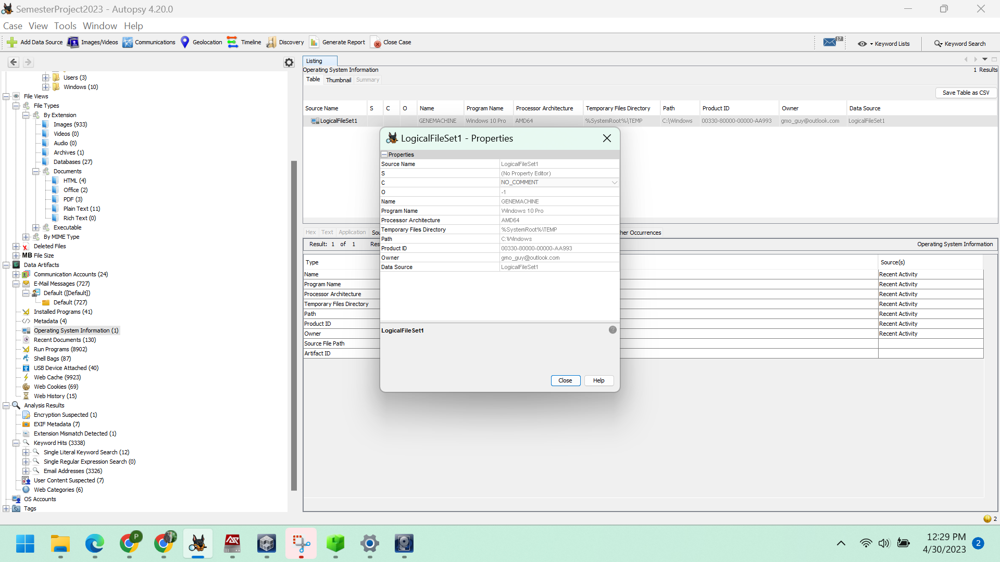 SemesterProject2023 - Autopsy 4.20.0
Case View Tools Window Help
Add Data Source Images/Videos Communications Geolocation Timeline Discovery Generate Report Close Case 17 Keyword Lists Keyword Search
Users (3)
Windows (10)
File Views
File Types
By Extension
Images (933)
Videos (0)
Audio (0)
Archives (1)
Databases (27)
Documents
HTML (4)
Office (2)
PDF (3)
Plain Text (11)
Rich Text (0)
Executable
By MIME Type
Deleted Files
MB File Size
Data Artifacts
Communication Accounts (24)
E-Mail Messages (727)
Default ([Default])
Default (727)
Installed Programs (41)
Metadata (4)
Operating System Information (1)
Recent Documents (130)
Run Programs (8902)
Shell Bags (87)
USB Device Attached (40)
Web Cache (9923)
Web Cookies (69)
Web History (15)
Analysis Results
Encryption Suspected (1)
EXIF Metadata (7)
Extension Mismatch Detected (1)
Keyword Hits (3338)
Single Literal Keyword Search (12)
Single Regular Expression Search (0)
Email Addresses (3326)
User Content Suspected (7)
Web Categories (6)
OS Accounts
Tags
Listing
Operating System Information
1 Results
Table Thumbnail Summary
Save Table as CSV
Source Name S C O Name Program Name Processor Architecture Temporary Files Directory Path Product ID Owner Data Source
LogicalFileSet1 GENEMACHINE Windows 10 Pro AMD64 %SystemRoot%\TEMP C:\Windows 00330-80000-00000-AA993 gmo_guy@outlook.com LogicalFileSet1
LogicalFileSet1 - Properties
Properties
Source Name LogicalFileSet1
S (No Property Editor)
C NO_COMMENT
O -1
Name GENEMACHINE
Program Name Windows 10 Pro
Processor Architecture AMD64
Temporary Files Directory %SystemRoot%\TEMP
Path C:\Windows
Product ID 00330-80000-00000-AA993
Owner gmo_guy@outlook.com
Data Source LogicalFileSet1
LogicalFileSet1
Close Help
Hex Text Application Sou her Occurrences
Result: 1 of 1 Res Operating System Information
Type Source(s)
Name Recent Activity
Program Name Recent Activity
Processor Architecture Recent Activity
Temporary Files Directory Recent Activity
Path Recent Activity
Product ID Recent Activity
Owner Recent Activity
Source File Path
Artifact ID
2
P
12:29 PM
4/30/2023
2